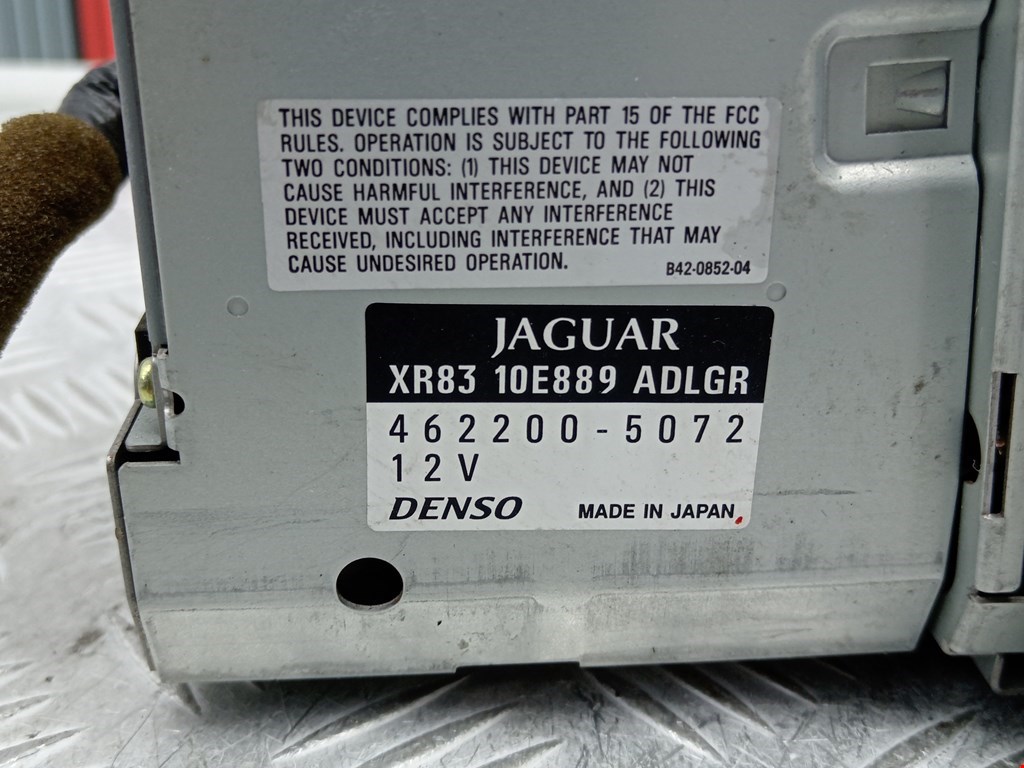 THIS DEVICE COMPLIES WITH PART 15 OF THE FCC
RULES. OPERATION IS SUBJECT TO THE FOLLOWING
TWO CONDITIONS: (1) THIS DEVICE MAY NOT
CAUSE HARMFUL INTERFERENCE, AND (2) THIS
DEVICE MUST ACCEPT ANY INTERFERENCE
RECEIVED, INCLUDING INTERFERENCE THAT MAY
CAUSE UNDESIRED OPERATION.
B42-0852-04
JAGUAR
XR83 10E889 ADLGR
462200-5072
12V
DENSO MADE IN JAPAN